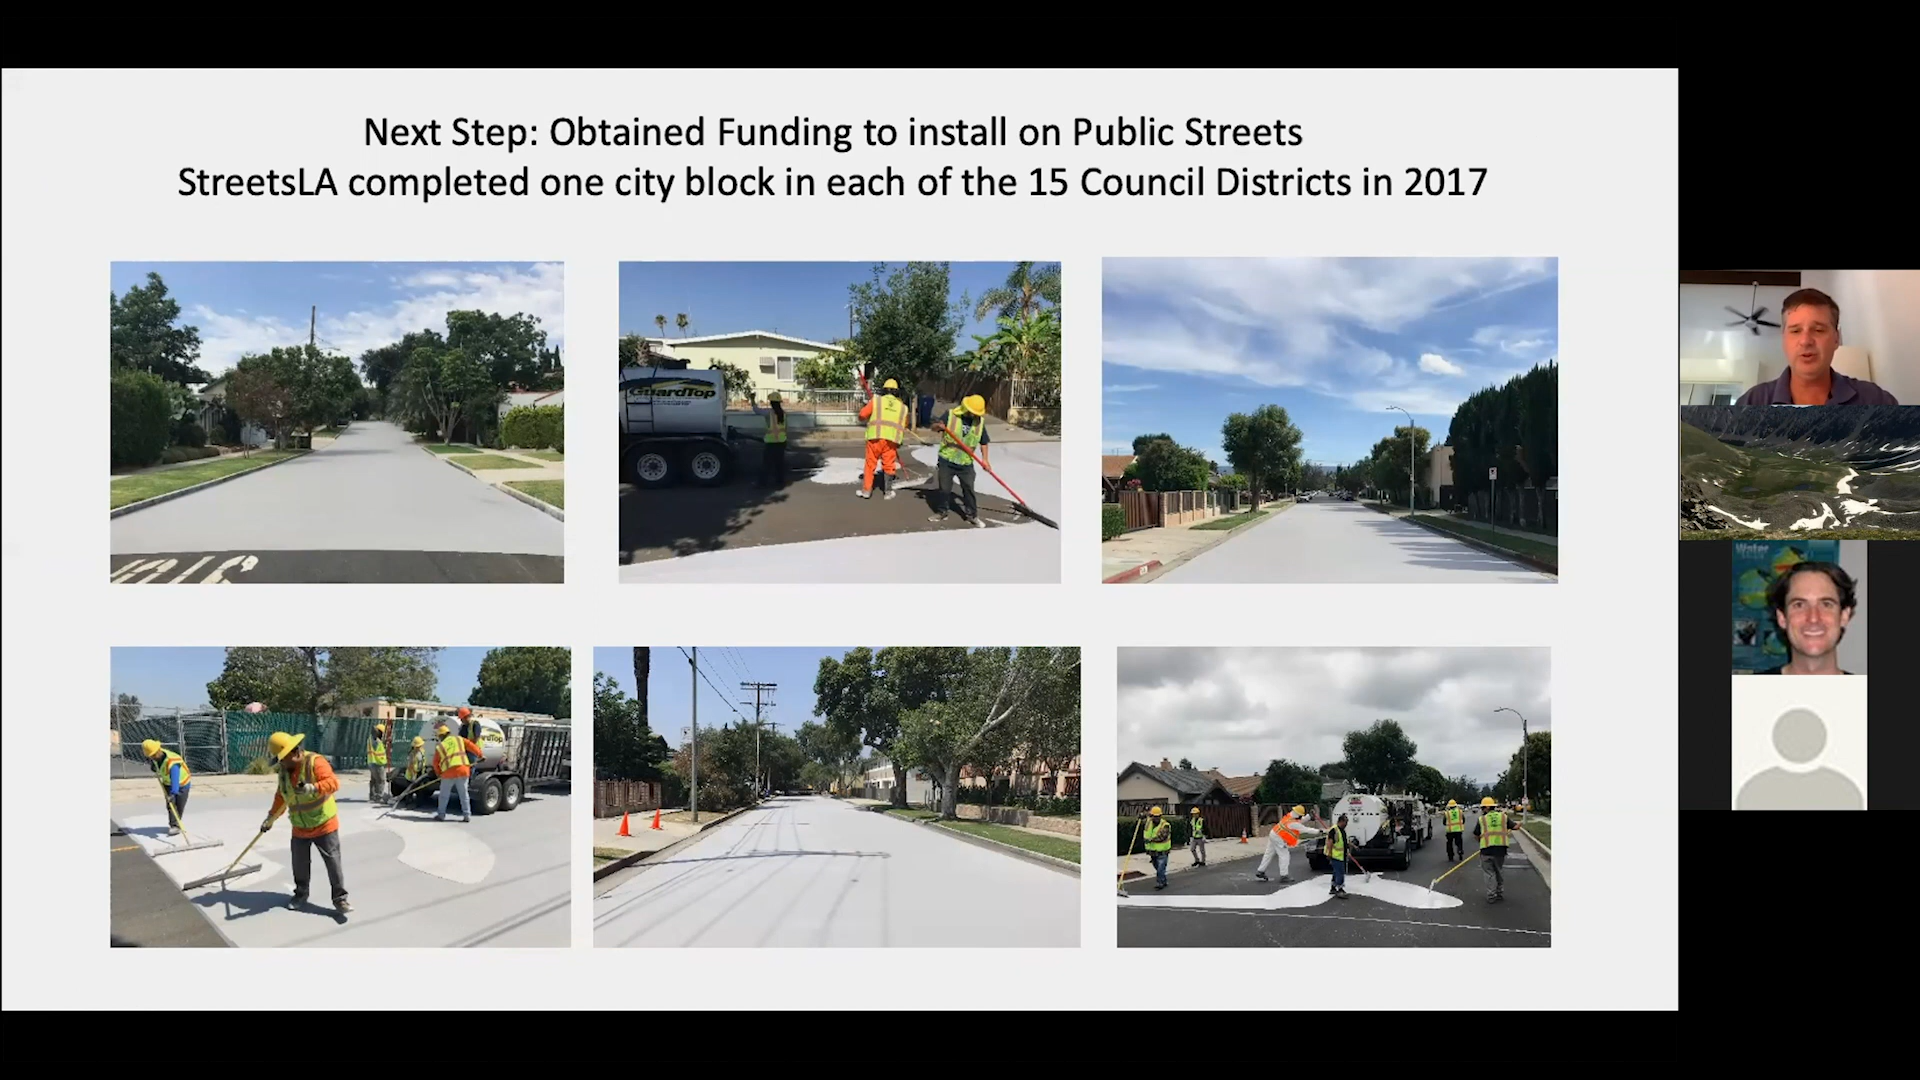 Next Step: Obtained Funding to install on Public Streets
StreetsLA completed one city block in each of the 15 Council Districts in 2017
GuardTop
Water